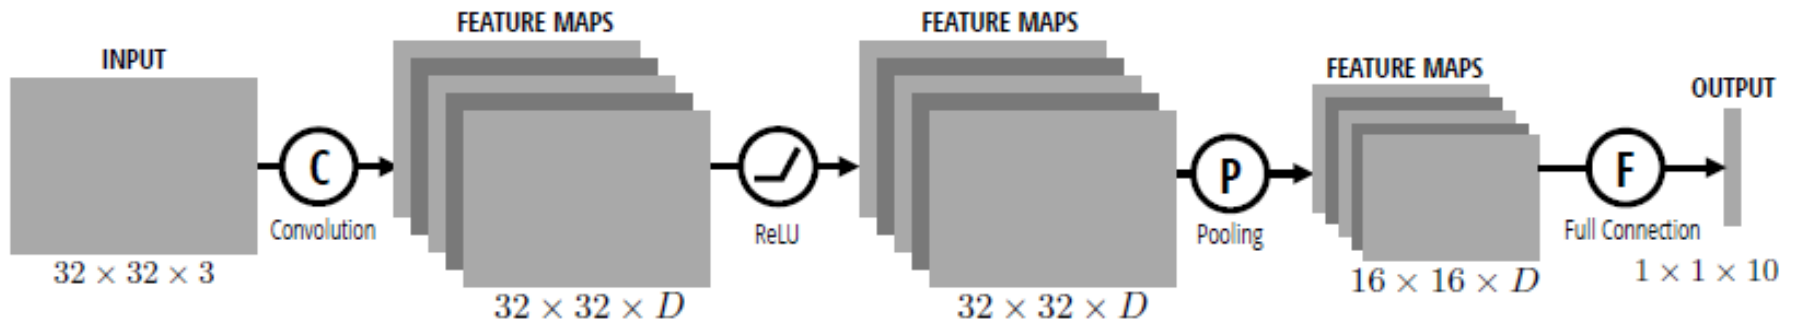 INPUT
32 × 32 × 3
C
Convolution
FEATURE MAPS
32 × 32 × D
ReLU
FEATURE MAPS
32 × 32 × D
P
Pooling
FEATURE MAPS
16 × 16 × D
F
Full Connection
OUTPUT
1 × 1 × 10